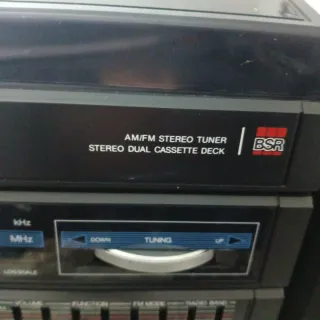 AM/FM STEREO TUNER
STEREO DUAL CASSETTE DECK
BSR
kHz
MHz
DOWN TUNING UP
VOLUME FUNCTION FM MODE RADIO BAND